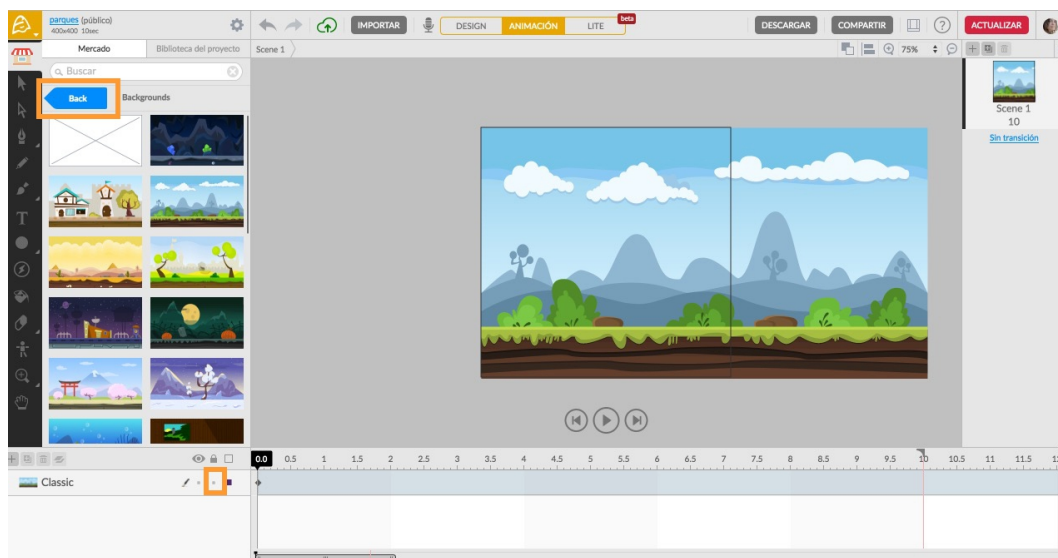 parques (público)
400x400 10sec
IMPORTAR
DESIGN
ANIMACIÓN
LITE
beta
DESCARGAR
COMPARTIR
?
ACTUALIZAR
Mercado
Biblioteca del proyecto
Scene 1
75%
Buscar
Back
Backgrounds
T
Scene 1
10
Sin transición
0.0 0.5 1 1.5 2 2.5 3 3.5 4 4.5 5 5.5 6 6.5 7 7.5 8 8.5 9 9.5 10 10.5 11 11.5
Classic